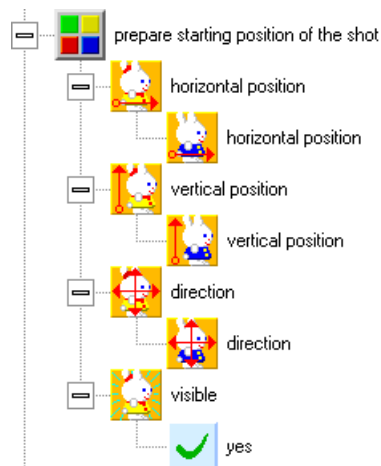 prepare starting position of the shot
horizontal position
horizontal position
vertical position
vertical position
direction
direction
visible
yes